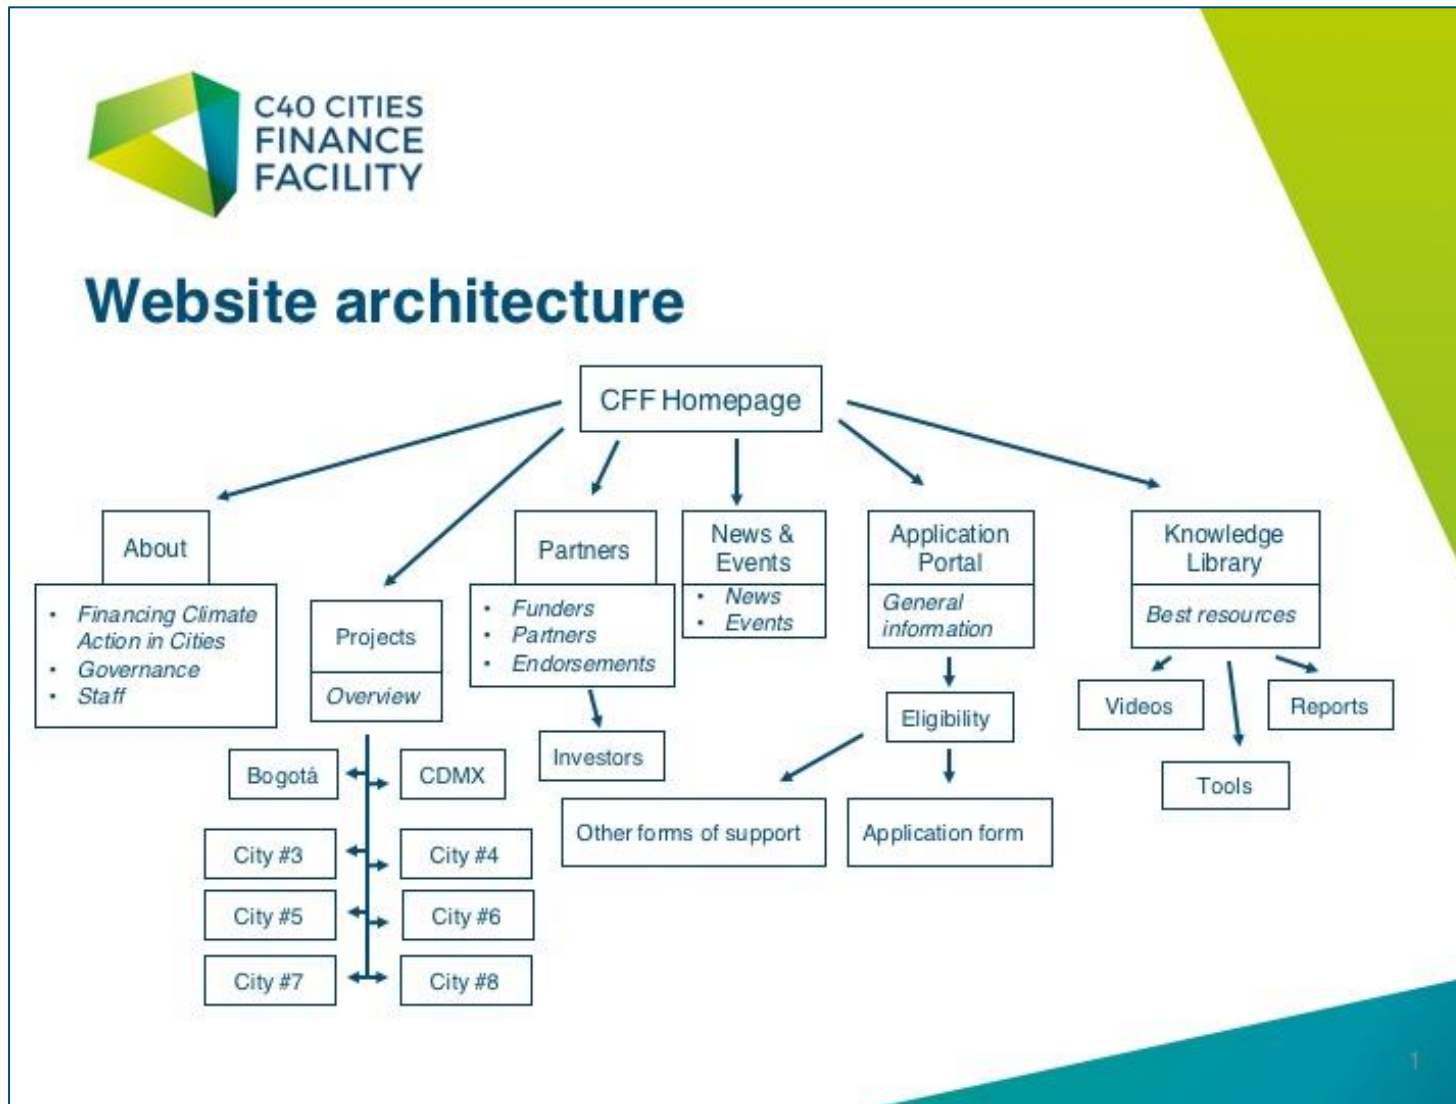 C40 CITIES
FINANCE
FACILITY
Website architecture
CFF Homepage
About
• Financing Climate
Action in Cities
• Governance
• Staff
Projects
Overview
Bogotá
CDMX
City #3
City #4
City #5
City #6
City #7
City #8
Partners
• Funders
• Partners
• Endorsements
Investors
News &
Events
• News
• Events
Application
Portal
General
information
Eligibility
Other forms of support
Application form
Knowledge
Library
Best resources
Videos
Tools
Reports
1